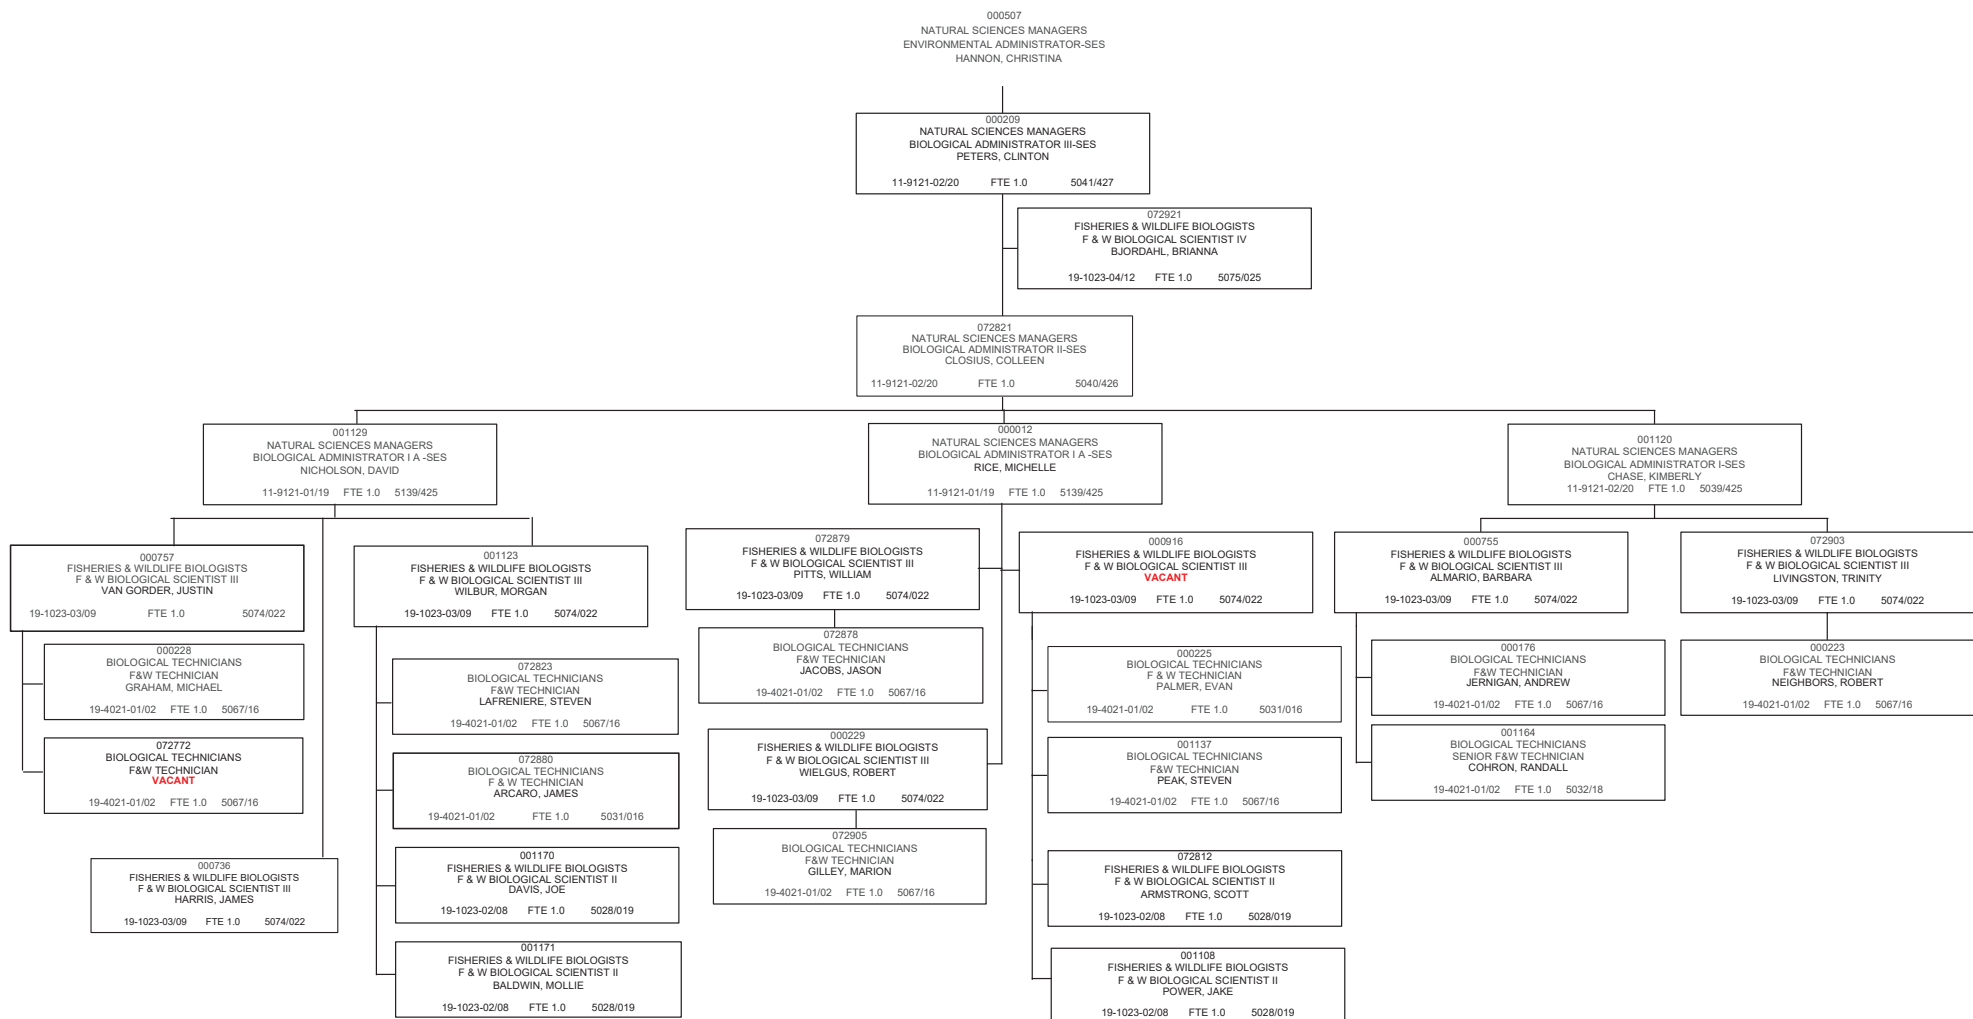 000507
NATURAL SCIENCES MANAGERS
ENVIRONMENTAL ADMINISTRATOR-SES
HANNON, CHRISTINA
000209
NATURAL SCIENCES MANAGERS
BIOLOGICAL ADMINISTRATOR III-SES
PETERS, CLINTON
11-9121-02/20 FTE 1.0 5041/427
072921
FISHERIES & WILDLIFE BIOLOGISTS
F & W BIOLOGICAL SCIENTIST IV
BJORDAHL, BRIANNA
19-1023-04/12 FTE 1.0 5075/025
072821
NATURAL SCIENCES MANAGERS
BIOLOGICAL ADMINISTRATOR II-SES
CLOSIUS, COLLEEN
11-9121-02/20 FTE 1.0 5040/426
001129
NATURAL SCIENCES MANAGERS
BIOLOGICAL ADMINISTRATOR I A -SES
NICHOLSON, DAVID
11-9121-01/19 FTE 1.0 5139/425
000012
NATURAL SCIENCES MANAGERS
BIOLOGICAL ADMINISTRATOR I A -SES
RICE, MICHELLE
11-9121-01/19 FTE 1.0 5139/425
001120
NATURAL SCIENCES MANAGERS
BIOLOGICAL ADMINISTRATOR I-SES
CHASE, KIMBERLY
11-9121-02/20 FTE 1.0 5039/425
000757
FISHERIES & WILDLIFE BIOLOGISTS
F & W BIOLOGICAL SCIENTIST III
VAN GORDER, JUSTIN
19-1023-03/09 FTE 1.0 5074/022
000228
BIOLOGICAL TECHNICIANS
F&W TECHNICIAN
GRAHAM, MICHAEL
19-4021-01/02 FTE 1.0 5067/16
072772
BIOLOGICAL TECHNICIANS
F&W TECHNICIAN
VACANT
19-4021-01/02 FTE 1.0 5067/16
000736
FISHERIES & WILDLIFE BIOLOGISTS
F & W BIOLOGICAL SCIENTIST III
HARRIS, JAMES
19-1023-03/09 FTE 1.0 5074/022
001123
FISHERIES & WILDLIFE BIOLOGISTS
F & W BIOLOGICAL SCIENTIST III
WILBUR, MORGAN
19-1023-03/09 FTE 1.0 5074/022
072823
BIOLOGICAL TECHNICIANS
F&W TECHNICIAN
LAFRENIERE, STEVEN
19-4021-01/02 FTE 1.0 5067/16
072880
BIOLOGICAL TECHNICIANS
F & W TECHNICIAN
ARCARO, JAMES
19-4021-01/02 FTE 1.0 5031/016
001170
FISHERIES & WILDLIFE BIOLOGISTS
F & W BIOLOGICAL SCIENTIST II
DAVIS, JOE
19-1023-02/08 FTE 1.0 5028/019
001171
FISHERIES & WILDLIFE BIOLOGISTS
F & W BIOLOGICAL SCIENTIST II
BALDWIN, MOLLIE
19-1023-02/08 FTE 1.0 5028/019
072879
FISHERIES & WILDLIFE BIOLOGISTS
F & W BIOLOGICAL SCIENTIST III
PITTS, WILLIAM
19-1023-03/09 FTE 1.0 5074/022
072878
BIOLOGICAL TECHNICIANS
F&W TECHNICIAN
JACOBS, JASON
19-4021-01/02 FTE 1.0 5067/16
000229
FISHERIES & WILDLIFE BIOLOGISTS
F & W BIOLOGICAL SCIENTIST III
WIELGUS, ROBERT
19-1023-03/09 FTE 1.0 5074/022
072905
BIOLOGICAL TECHNICIANS
F&W TECHNICIAN
GILLEY, MARION
19-4021-01/02 FTE 1.0 5067/16
000916
FISHERIES & WILDLIFE BIOLOGISTS
F & W BIOLOGICAL SCIENTIST III
VACANT
19-1023-03/09 FTE 1.0 5074/022
000225
BIOLOGICAL TECHNICIANS
F & W TECHNICIAN
PALMER, EVAN
19-4021-01/02 FTE 1.0 5031/016
001137
BIOLOGICAL TECHNICIANS
F&W TECHNICIAN
PEAK, STEVEN
19-4021-01/02 FTE 1.0 5067/16
072812
FISHERIES & WILDLIFE BIOLOGISTS
F & W BIOLOGICAL SCIENTIST II
ARMSTRONG, SCOTT
19-1023-02/08 FTE 1.0 5028/019
001108
FISHERIES & WILDLIFE BIOLOGISTS
F & W BIOLOGICAL SCIENTIST II
POWER, JAKE
19-1023-02/08 FTE 1.0 5028/019
000755
FISHERIES & WILDLIFE BIOLOGISTS
F & W BIOLOGICAL SCIENTIST III
ALMARIO, BARBARA
19-1023-03/09 FTE 1.0 5074/022
000176
BIOLOGICAL TECHNICIANS
F&W TECHNICIAN
JERNIGAN, ANDREW
19-4021-01/02 FTE 1.0 5067/16
001164
BIOLOGICAL TECHNICIANS
SENIOR F&W TECHNICIAN
COHRON, RANDALL
19-4021-01/02 FTE 1.0 5032/18
072903
FISHERIES & WILDLIFE BIOLOGISTS
F & W BIOLOGICAL SCIENTIST III
LIVINGSTON, TRINITY
19-1023-03/09 FTE 1.0 5074/022
000223
BIOLOGICAL TECHNICIANS
F&W TECHNICIAN
NEIGHBORS, ROBERT
19-4021-01/02 FTE 1.0 5067/16